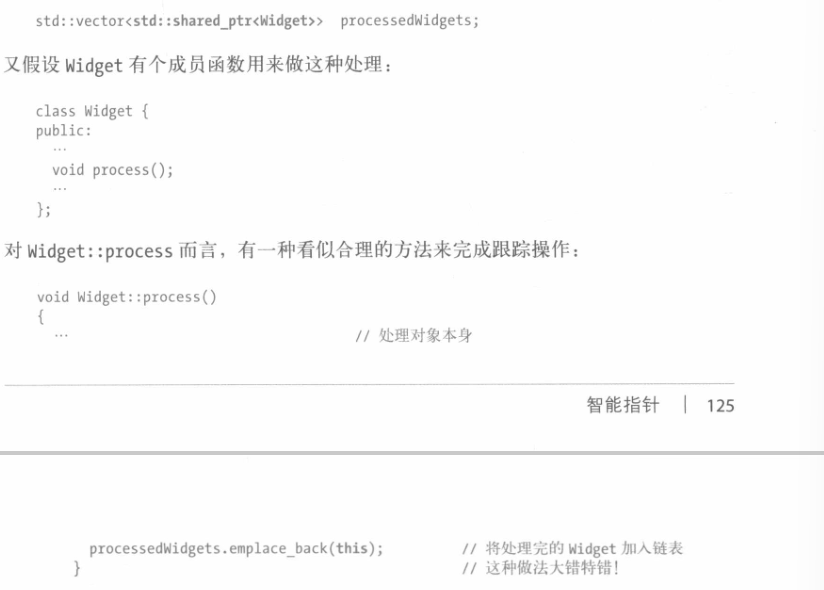 std::vector<std::shared_ptr<Widget>> processedWidgets;
又假设 Widget 有个成员函数用来做这种处理：
class Widget {
public:
…
void process();
…
};
对 Widget::process 而言，有一种看似合理的方法来完成跟踪操作：
void Widget::process()
{
… // 处理对象本身
智能指针 | 125
processedWidgets.emplace_back(this); // 将处理完的 Widget 加入链表
} // 这种做法大错特错！